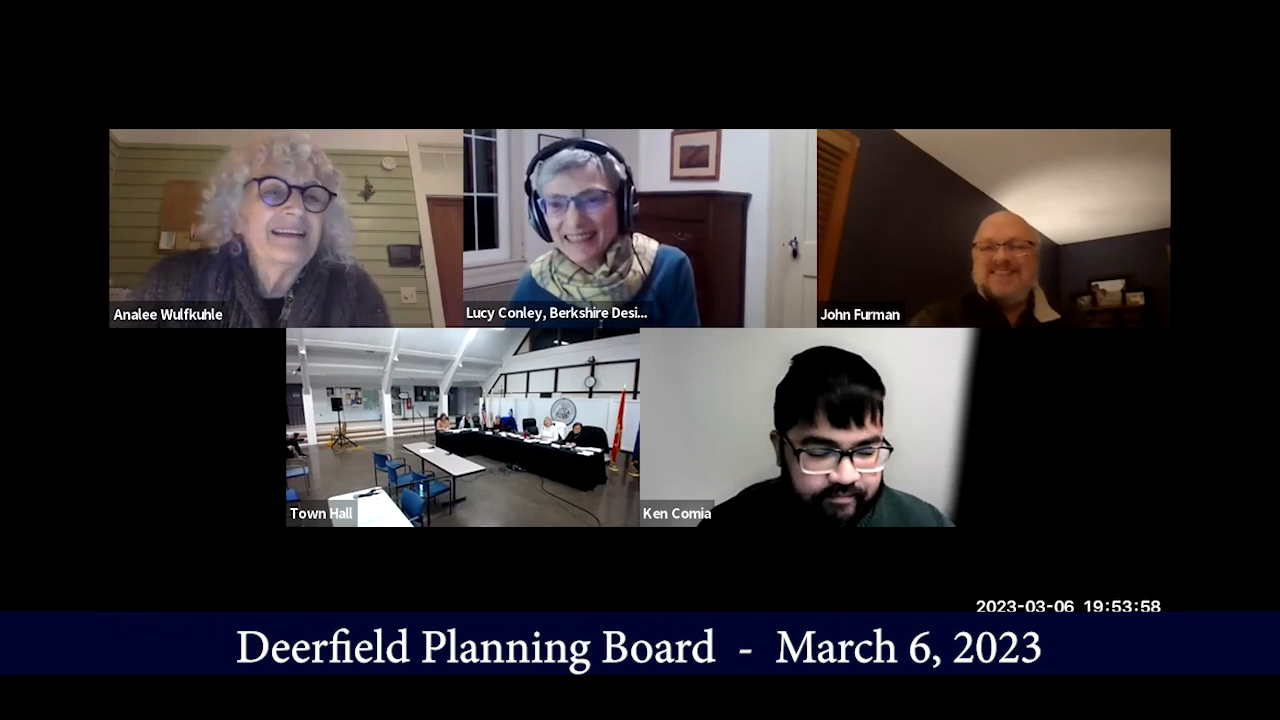 Analee Wulfkuhle
Lucy Conley, Berkshire Desi...
John Furman
Town Hall
Ken Comia
2023-03-06 19:53:58
Deerfield Planning Board - March 6, 2023